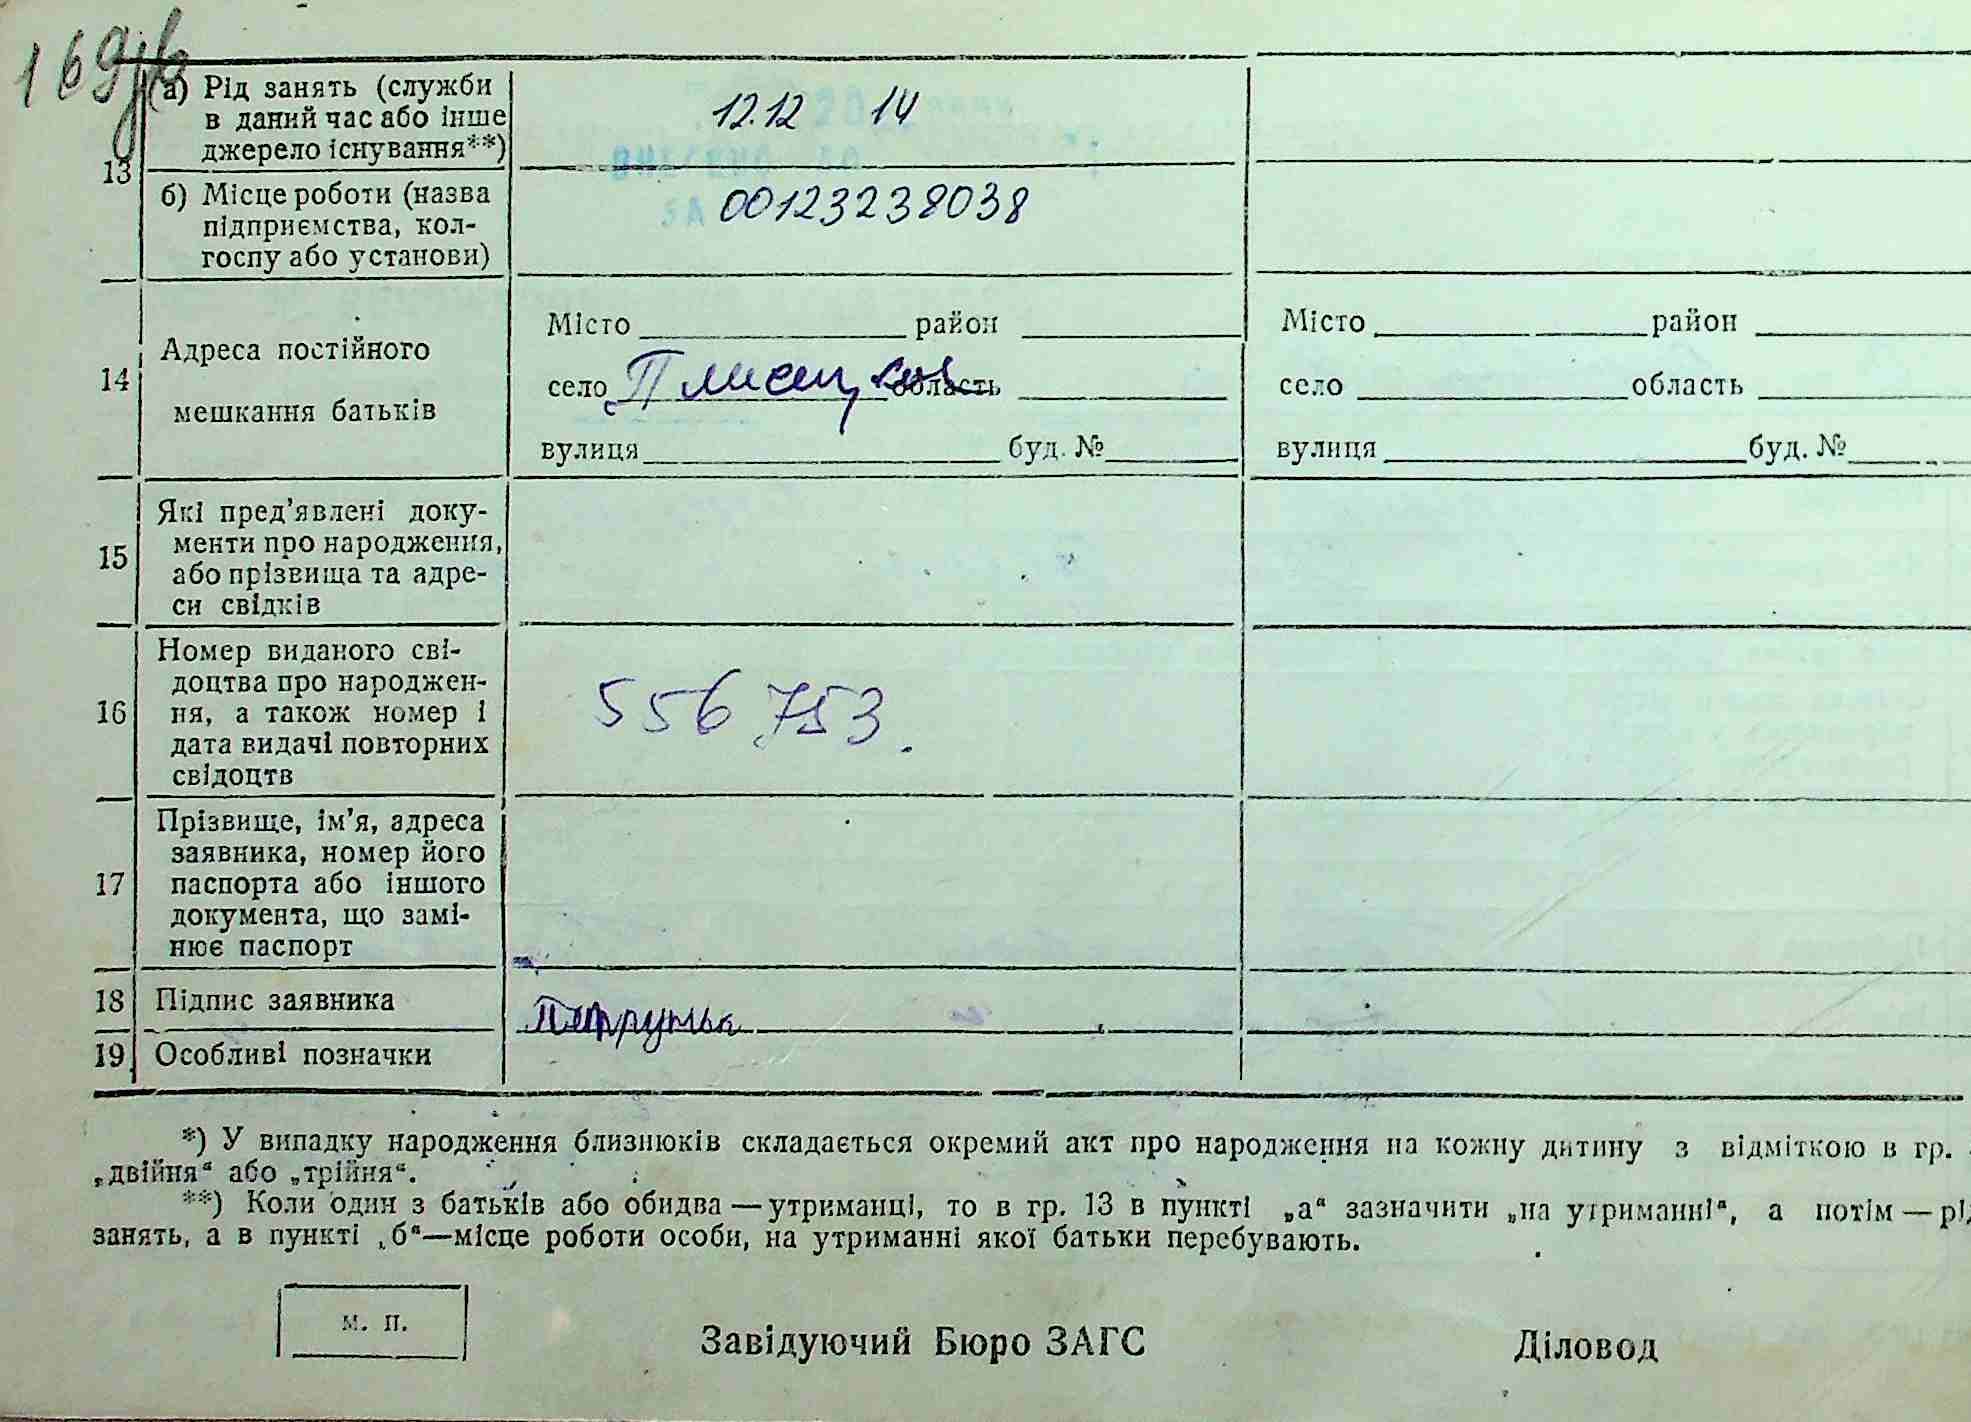 169
13
(а) Рід занять (служби
в даний час або інше
джерело існування**)
12.12 2014
ВНЕСЕНО ДО
б) Місце роботи (назва
підприємства, кол-
госпу або установи)
ЗА 00123238038
14
Адреса постійного
мешкання батьків
Місто район
село область
вулиця буд. №
Місто район
село область
вулиця буд. №
15
Які пред’явлені доку-
менти про народження,
або прізвища та адре-
си свідків
16
Номер виданого сві-
доцтва про народжен-
ня, а також номер і
дата видачі повторних
свідоцтв
556753.
17
Прізвище, ім’я, адреса
заявника, номер його
паспорта або іншого
документа, що замі-
нює паспорт
18 Підпис заявника
19 Особливі позначки
*) У випадку народження близнюків складається окремий акт про народження на кожну дитину з відміткою в гр.
„двійня“ або „трійня“.
**) Коли один з батьків або обидва — утриманці, то в гр. 13 в пункті „а“ зазначити „на утриманні“, а потім — рід
занять, а в пункті „б“—місце роботи особи, на утриманні якої батьки перебувають.
м. п.
Завідуючий Бюро ЗАГС
Діловод